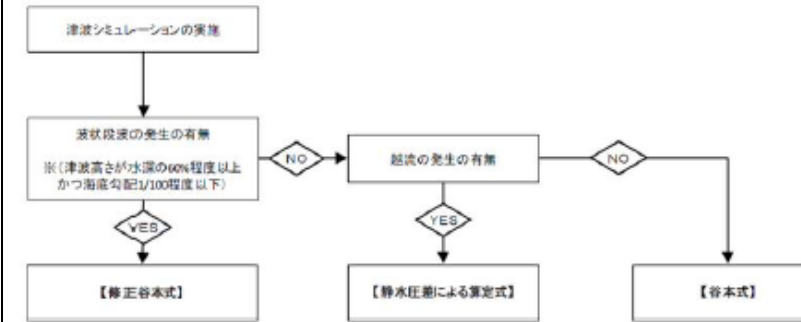 津波シミュレーションの実施
波状段波の発生の有無
※(津波高さが水深の60%程度以上
かつ海底勾配1/100程度以下)
NO
越流の発生の有無
NO
YES
YES
【修正谷本式】
【静水圧差による算定式】
【谷本式】